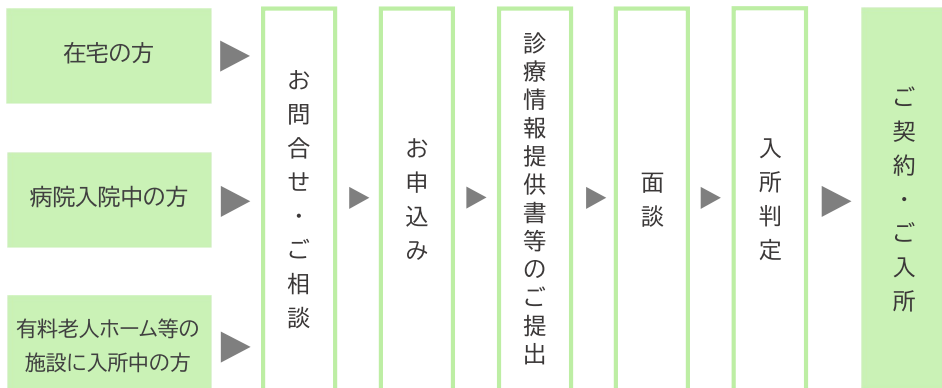 在宅の方
病院入院中の方
有料老人ホーム等の
施設に入所中の方
お問合せ・ご相談
お申込み
診療情報提供書等のご提出
面談
入所判定
ご契約・ご入所